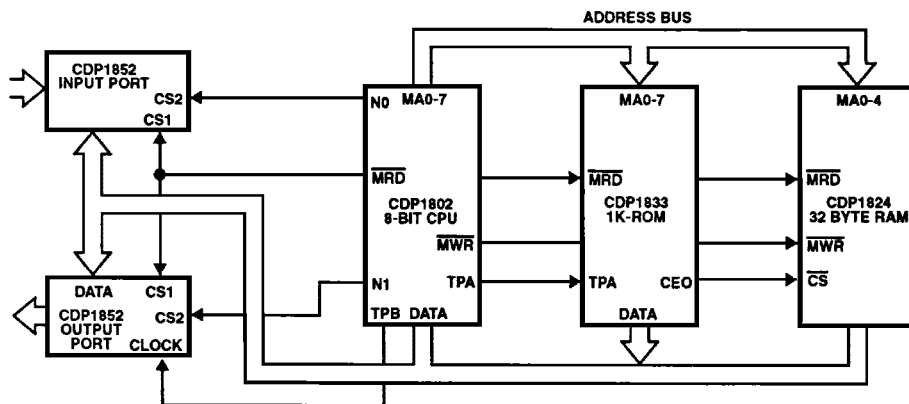 ADDRESS BUS
CDP1852
INPUT PORT
CS2
CS1
N0
MA0-7
MRD
CDP1802
8-BIT CPU
MWR
N1
TPA
TPB DATA
MA0-7
MRD
CDP1833
1K-ROM
TPA
CEO
DATA
MA0-4
MRD
CDP1824
32 BYTE RAM
MWR
CS
DATA
CS1
CDP1852
CS2
OUTPUT
PORT
CLOCK